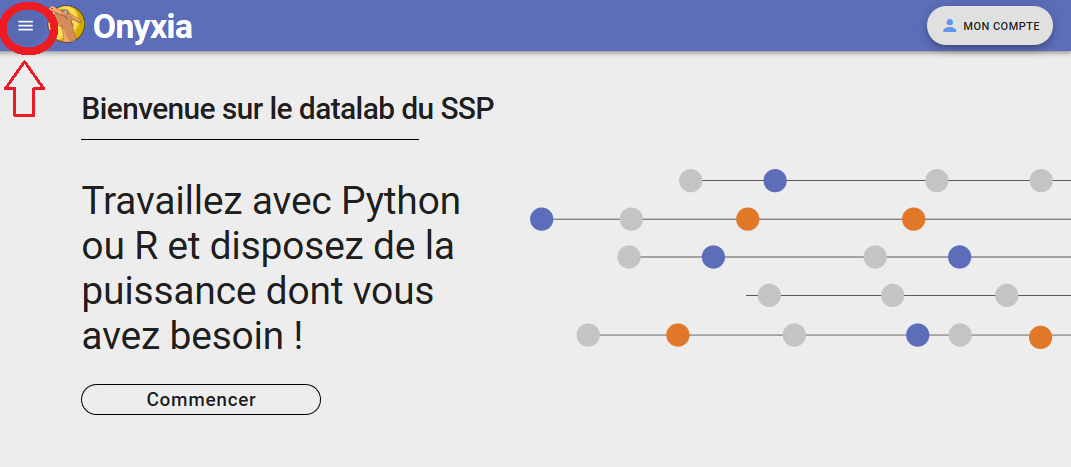 Onyxia
MON COMPTE
Bienvenue sur le datalab du SSP
Travaillez avec Python
ou R et disposez de la
puissance dont vous
avez besoin !
Commencer